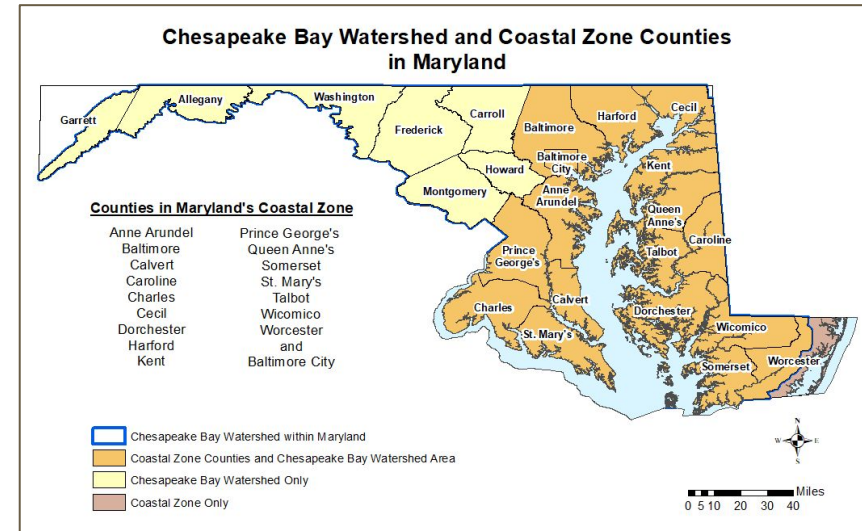 Chesapeake Bay Watershed and Coastal Zone Counties
in Maryland
Garrett
Allegany
Washington
Frederick
Carroll
Baltimore
Harford
Cecil
Howard
Baltimore
City
Kent
Montgomery
Anne
Arundel
Queen
Anne's
Caroline
Prince
George's
Talbot
Charles
Calvert
Dorchester
St. Mary's
Wicomico
Somerset
Worcester
Counties in Maryland's Coastal Zone
Anne Arundel
Baltimore
Calvert
Caroline
Charles
Cecil
Dorchester
Harford
Kent
Prince George's
Queen Anne's
Somerset
St. Mary's
Talbot
Wicomico
Worcester
and
Baltimore City
Chesapeake Bay Watershed within Maryland
Coastal Zone Counties and Chesapeake Bay Watershed Area
Chesapeake Bay Watershed Only
Coastal Zone Only
N
W E
S
Miles
0 5 10 20 30 40